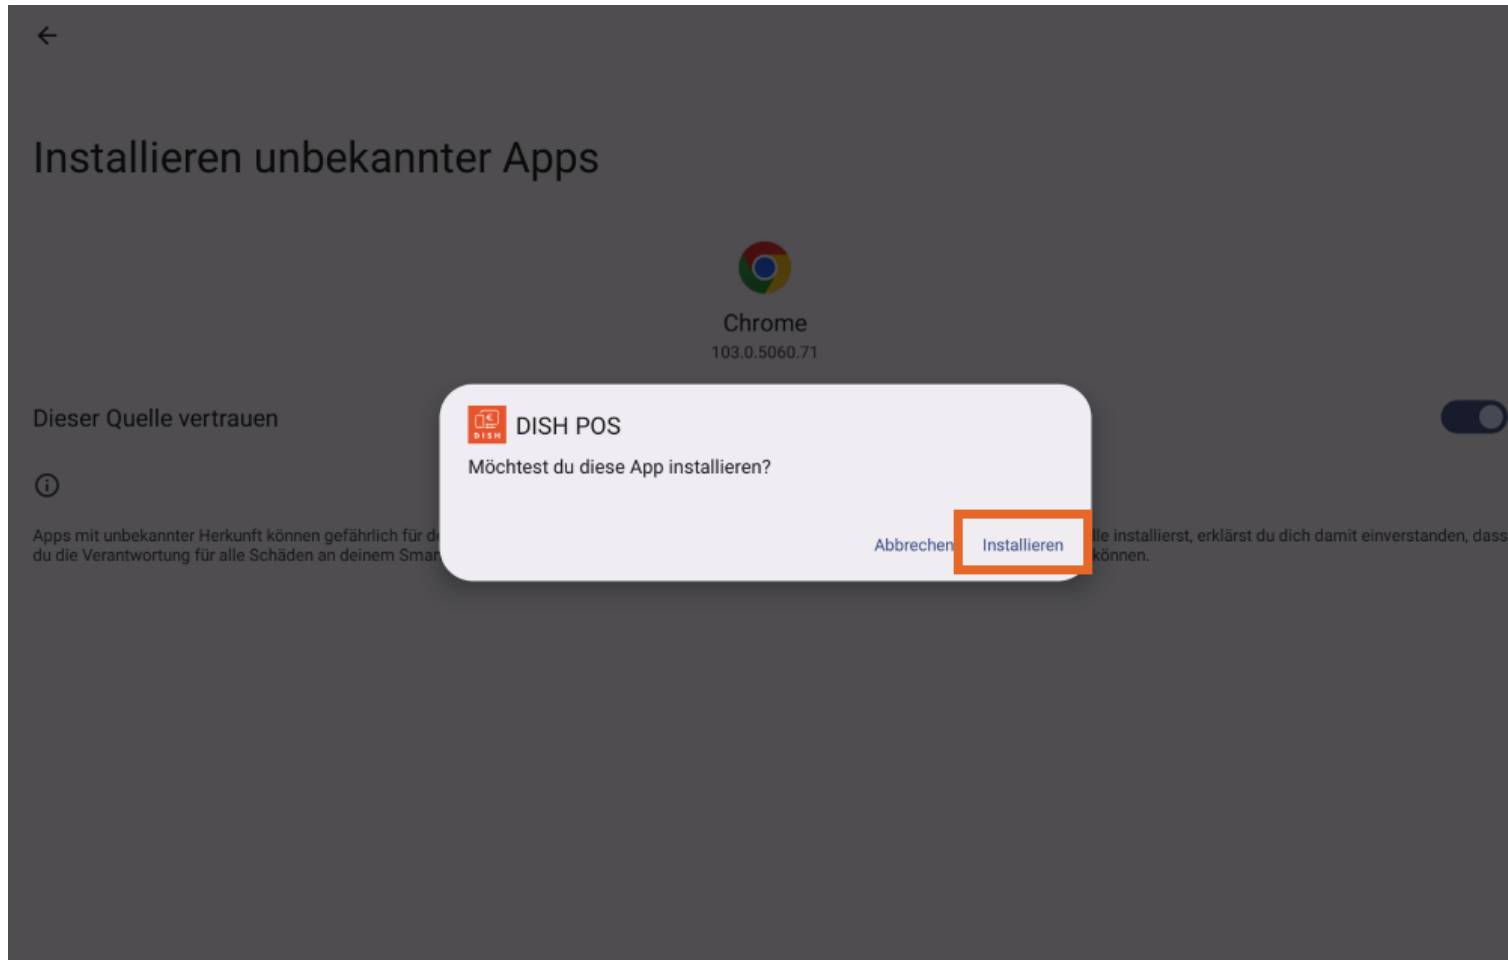 Installieren unbekannter Apps
Chrome
103.0.5060.71
Dieser Quelle vertrauen
DISH
DISH POS
Möchtest du diese App installieren?
Abbrechen Installieren
Apps mit unbekannter Herkunft können gefährlich für installierst, erklärst du dich damit einverstanden, dass
du die Verantwortung für alle Schäden an deinem können.